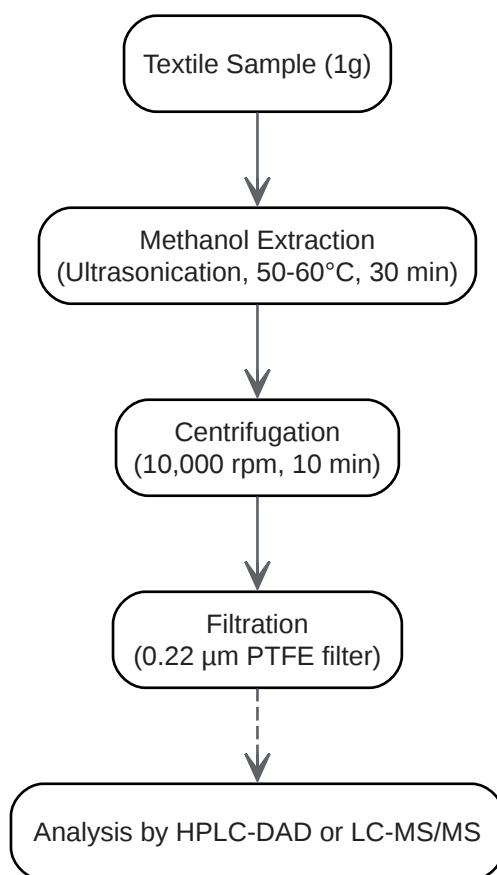 Textile Sample (1g)
Methanol Extraction
(Ultrasonication, 50-60°C, 30 min)
Centrifugation
(10,000 rpm, 10 min)
Filtration
(0.22 µm PTFE filter)
Analysis by HPLC-DAD or LC-MS/MS